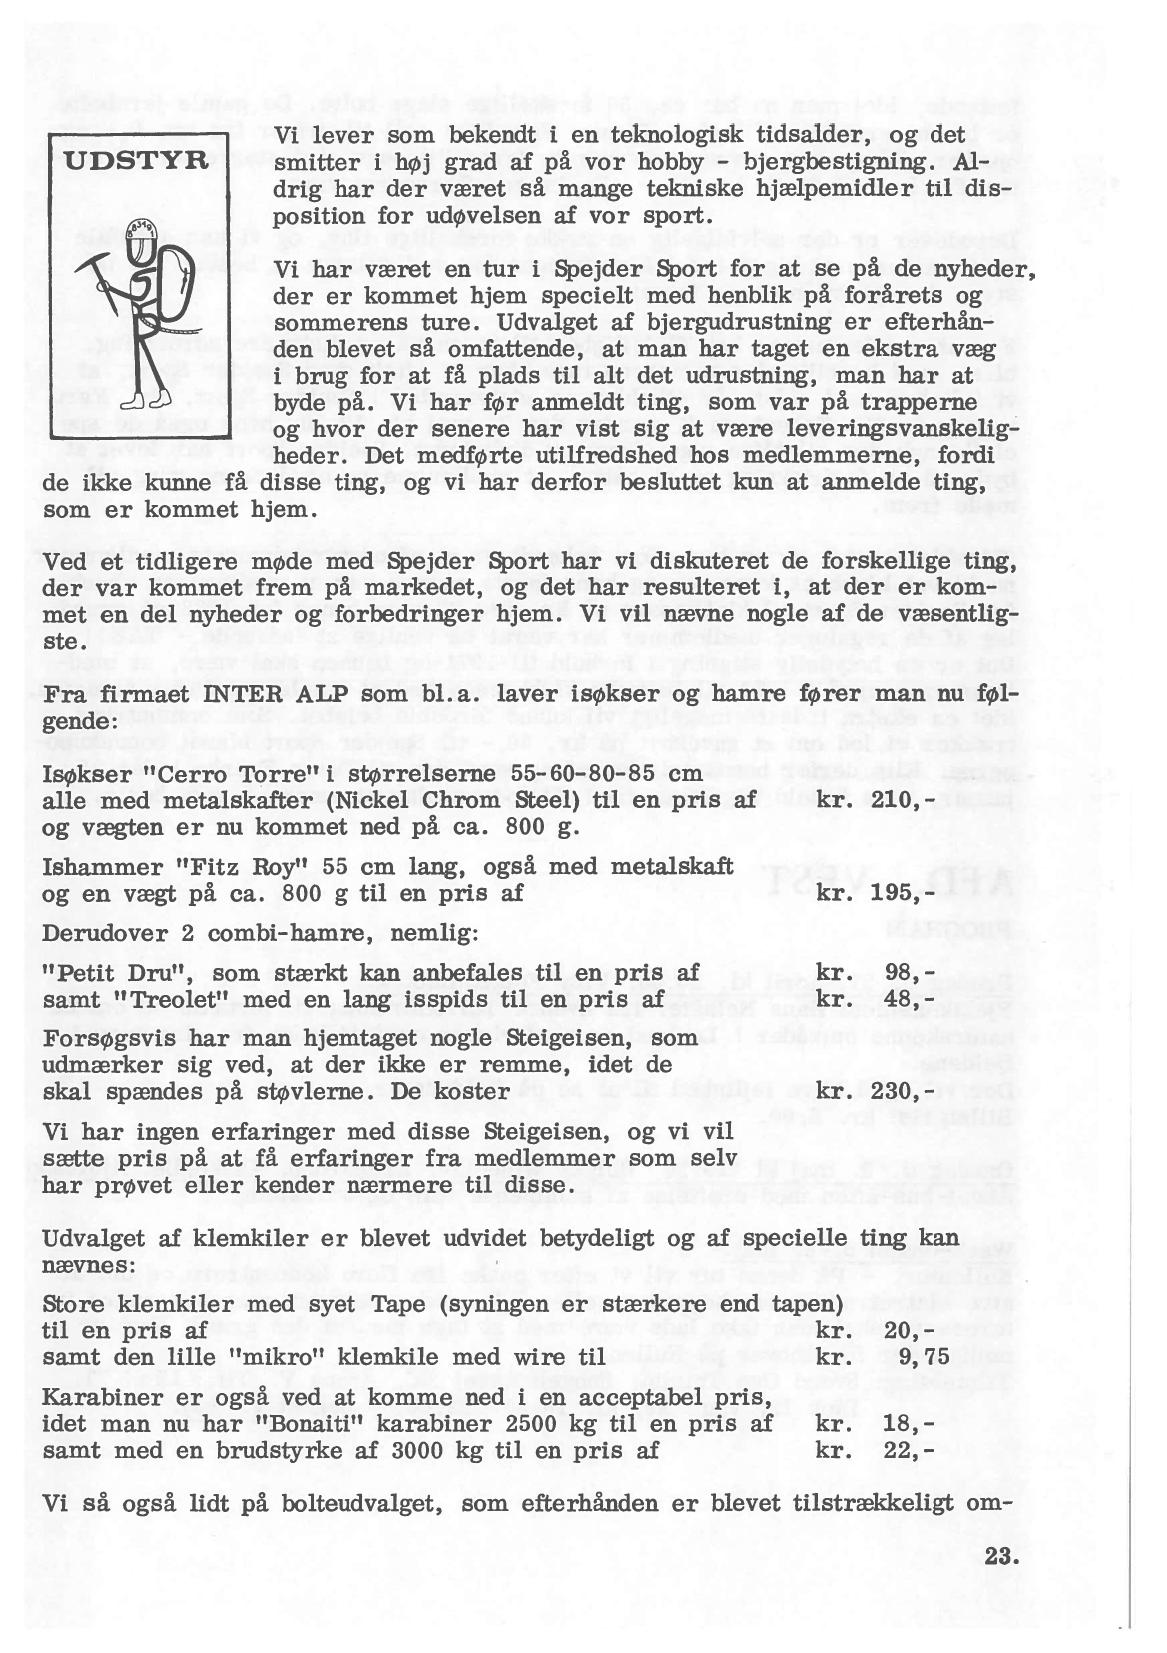 UDSTYR
Vi lever som bekendt i en teknologisk tidsalder, og det
smitter i høj grad af på vor hobby - bjergbestigning. Al-
drig har der været så mange tekniske hjælpemidler til dis-
position for udøvelsen af vor sport.
Vi har været en tur i Spejder Sport for at se på de nyheder,
der er kommet hjem specielt med henblik på forårets og
sommerens ture. Udvalget af bjergudrustning er efterhån-
den blevet så omfattende, at man har taget en ekstra væg
i brug for at få plads til alt det udrustning, man har at
byde på. Vi har før anmeldt ting, som var på trapperne
og hvor der senere har vist sig at være leveringsvanskelig-
heder. Det medførte utilfredshed hos medlemmerne, fordi
de ikke kunne få disse ting, og vi har derfor besluttet kun at anmelde ting,
som er kommet hjem.
Ved et tidligere møde med Spejder Sport har vi diskuteret de forskellige ting,
der var kommet frem på markedet, og det har resulteret i, at der er kom-
met en del nyheder og forbedringer hjem. Vi vil nævne nogle af de væsentlig-
ste.
Fra firmaet INTER ALP som bl.a. laver isøkser og hamre fører man nu føl-
gende:
Isøkser "Cerro Torre" i størrelserne 55-60-80-85 cm
alle med metalskafter (Nickel Chrom Steel) til en pris af kr. 210,-
og vægten er nu kommet ned på ca. 800 g.
Ishammer "Fitz Roy" 55 cm lang, også med metalskaft
og en vægt på ca. 800 g til en pris af kr. 195,-
Derudover 2 combi-hamre, nemlig:
"Petit Dru", som stærkt kan anbefales til en pris af kr. 98,-
samt "Treolet" med en lang isspids til en pris af kr. 48,-
Forsøgsvis har man hjemtaget nogle Steigeisen, som
udmærker sig ved, at der ikke er remme, idet de
skal spændes på støvlerne. De koster kr. 230,-
Vi har ingen erfaringer med disse Steigeisen, og vi vil
sætte pris på at få erfaringer fra medlemmer som selv
har prøvet eller kender nærmere til disse.
Udvalget af klemkiler er blevet udvidet betydeligt og af specielle ting kan
nævnes:
Store klemkiler med syet Tape (syningen er stærkere end tapen)
til en pris af kr. 20,-
samt den lille "mikro" klemkile med wire til kr. 9,75
Karabiner er også ved at komme ned i en acceptabel pris,
idet man nu har "Bonaiti" karabiner 2500 kg til en pris af kr. 18,-
samt med en brudstyrke af 3000 kg til en pris af kr. 22,-
Vi så også lidt på bolteudvalget, som efterhånden er blevet tilstrækkeligt om-
23.